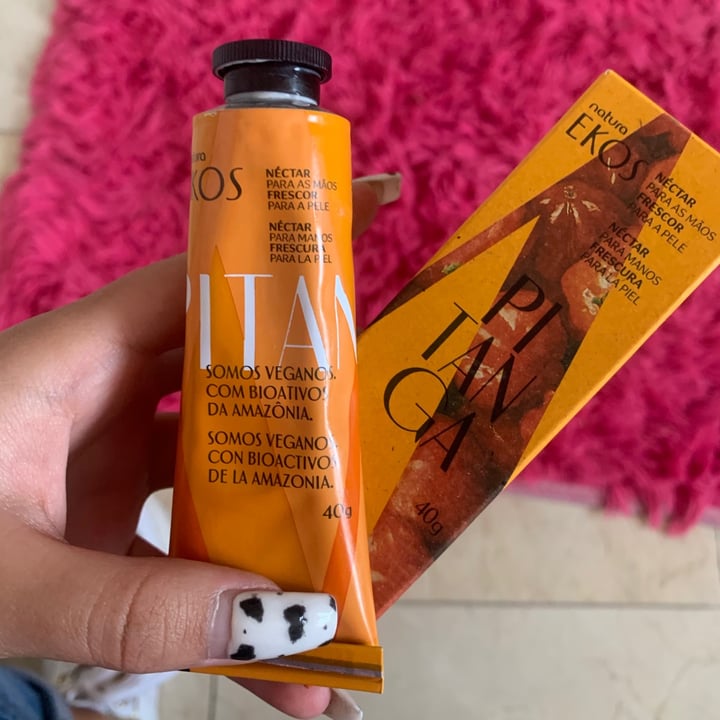 natura
EKOS
NÉCTAR
PARA AS MÃOS
FRESCOR
PARA A PELE
NÉCTAR
PARA MANOS
FRESCURA
PARA LA PIEL
PITAN
SOMOS VEGANOS.
COM BIOATIVOS
DA AMAZÔNIA.
SOMOS VEGANOS.
CON BIOACTIVOS
DE LA AMAZONIA.
40g
natura
EKOS
NÉCTAR
PARA AS MÃOS
FRESCOR
PARA A PELE
NÉCTAR
PARA MANOS
FRESCURA
PARA LA PIEL
PI
TAN
GA
40g